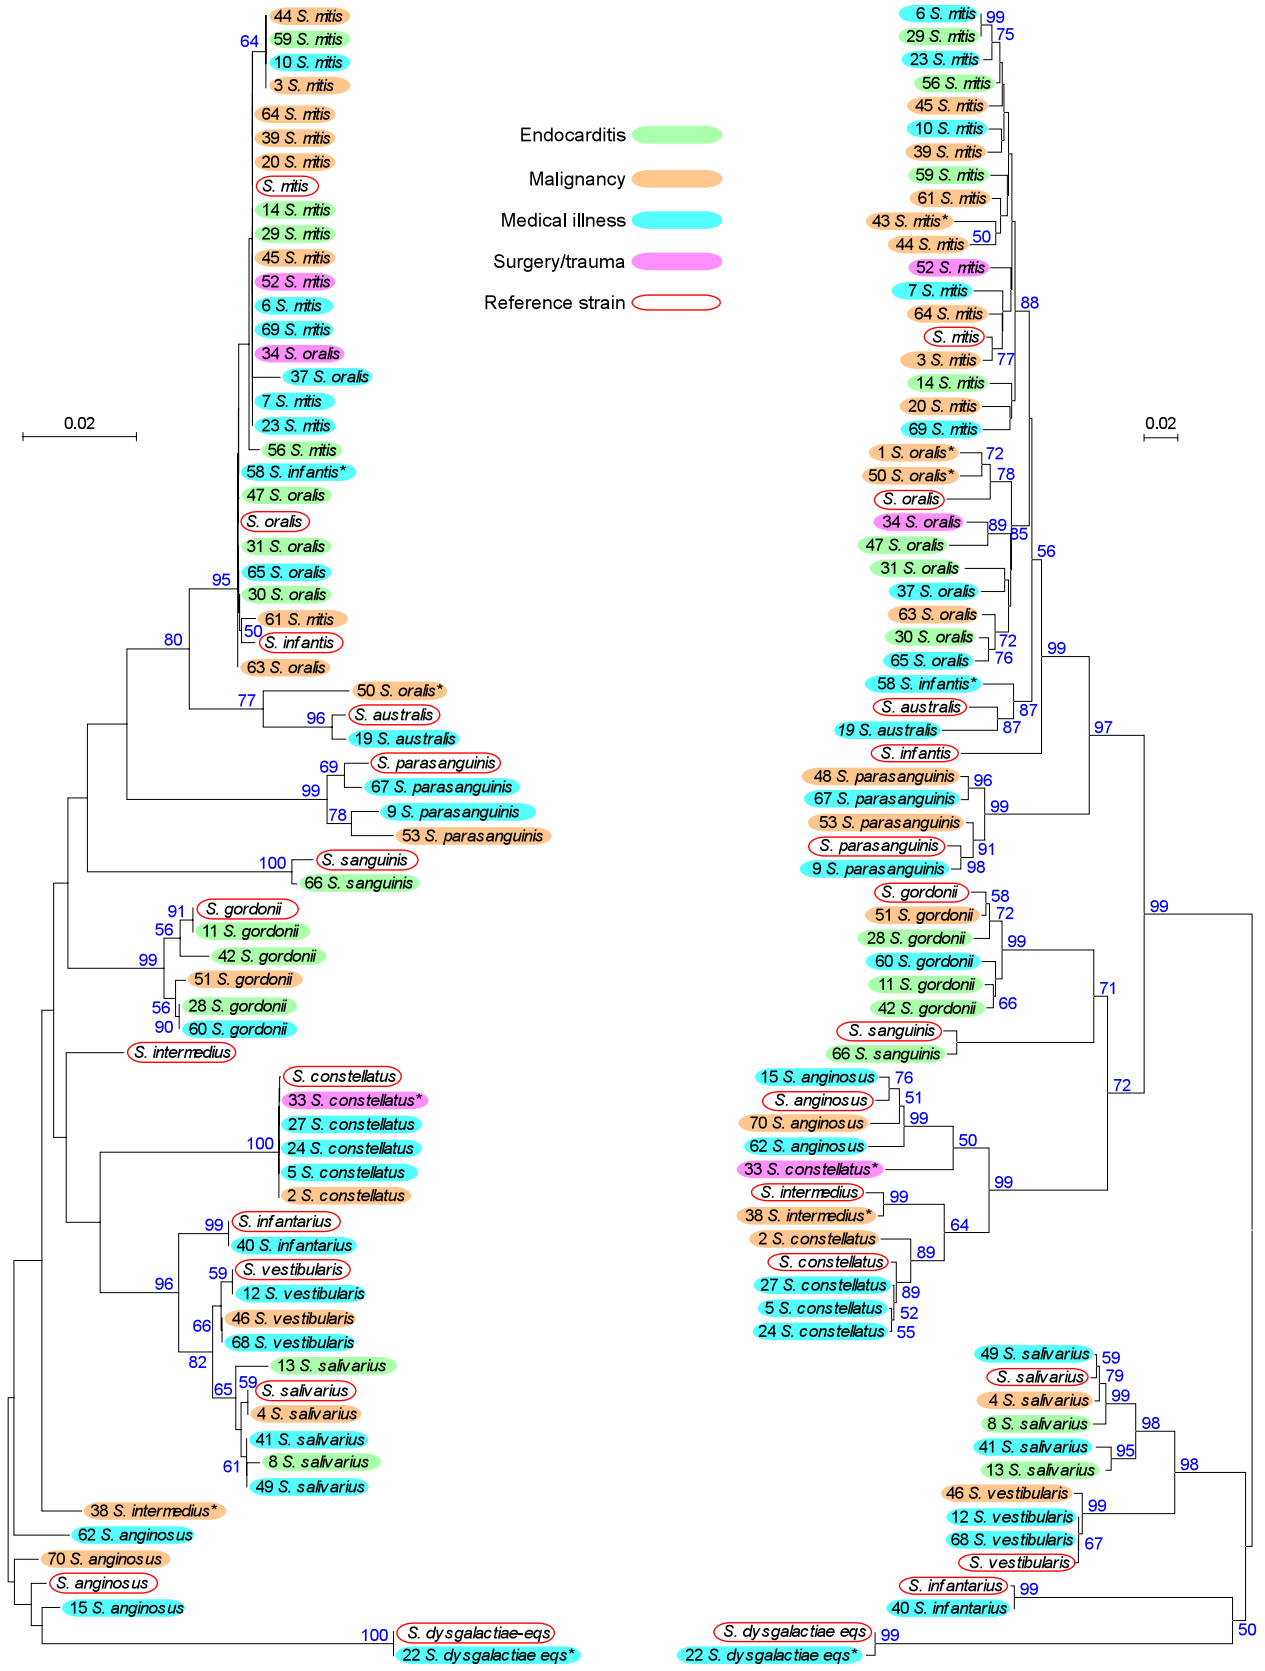 44 S. mitis
59 S. mitis
64
10 S. mitis
3 S. mitis
64 S. mitis
39 S. mitis
20 S. mitis
S. mitis
14 S. mitis
29 S. mitis
45 S. mitis
52 S. mitis
6 S. mitis
69 S. mitis
34 S. oralis
37 S. oralis
7 S. mitis
23 S. mitis
0.02
56 S. mitis
58 S. infantis*
47 S. oralis
S. oralis
31 S. oralis
65 S. oralis
95
30 S. oralis
61 S. mitis
50
80
S. infantis
63 S. oralis
50 S. oralis*
77
S. australis
96
19 S. australis
S. parasanguinis
69
67 S. parasanguinis
99
9 S. parasanguinis
78
53 S. parasanguinis
S. sanguinis
100
66 S. sanguinis
S. gordonii
91
11 S. gordonii
56
42 S. gordonii
99
51 S. gordonii
28 S. gordonii
56
60 S. gordonii
90
S. intermedius
S. constellatus
33 S. constellatus*
27 S. constellatus
100
24 S. constellatus
5 S. constellatus
2 S. constellatus
S. infantarius
99
40 S. infantarius
S. vestibularis
59
96
12 S. vestibularis
46 S. vestibularis
66
68 S. vestibularis
82
13 S. salivarius
59
65
S. salivarius
4 S. salivarius
41 S. salivarius
8 S. salivarius
61
49 S. salivarius
38 S. intermedius*
62 S. anginosus
70 S. anginosus
S. anginosus
15 S. anginosus
S. dysgalactiae-eqs
100
22 S. dysgalactiae eqs*
Endocarditis
Malignancy
Medical illness
Surgery/trauma
Reference strain
6 S. mitis
99
29 S. mitis
75
23 S. mitis
56 S. mitis
45 S. mitis
10 S. mitis
39 S. mitis
59 S. mitis
61 S. mitis
43 S. mitis*
50
44 S. mitis
52 S. mitis
7 S. mitis
88
64 S. mitis
S. mitis
77
3 S. mitis
14 S. mitis
20 S. mitis
69 S. mitis
0.02
1 S. oralis*
72
50 S. oralis*
78
S. oralis
34 S. oralis
89
85
47 S. oralis
56
31 S. oralis
37 S. oralis
63 S. oralis
30 S. oralis
72
65 S. oralis
76
99
58 S. infantis*
S. australis
87
19 S. australis
87
97
S. infantis
48 S. parasanguinis
96
67 S. parasanguinis
99
53 S. parasanguinis
S. parasanguinis
91
9 S. parasanguinis
98
S. gordonii
58
51 S. gordonii
72
99
28 S. gordonii
99
60 S. gordonii
11 S. gordonii
71
42 S. gordonii
66
S. sanguinis
66 S. sanguinis
15 S. anginosus
76
72
S. anginosus
51
70 S. anginosus
99
62 S. anginosus
50
33 S. constellatus*
99
S. intermedius
99
38 S. intermedius*
64
2 S. constellatus
89
S. constellatus
27 S. constellatus
89
5 S. constellatus
52
24 S. constellatus
55
49 S. salivarius
59
S. salivarius
79
4 S. salivarius
99
8 S. salivarius
98
41 S. salivarius
95
13 S. salivarius
98
46 S. vestibularis
99
12 S. vestibularis
68 S. vestibularis
67
S. vestibularis
S. infantarius
99
40 S. infantarius
50
S. dysgalactiae eqs
99
22 S. dysgalactiae eqs*